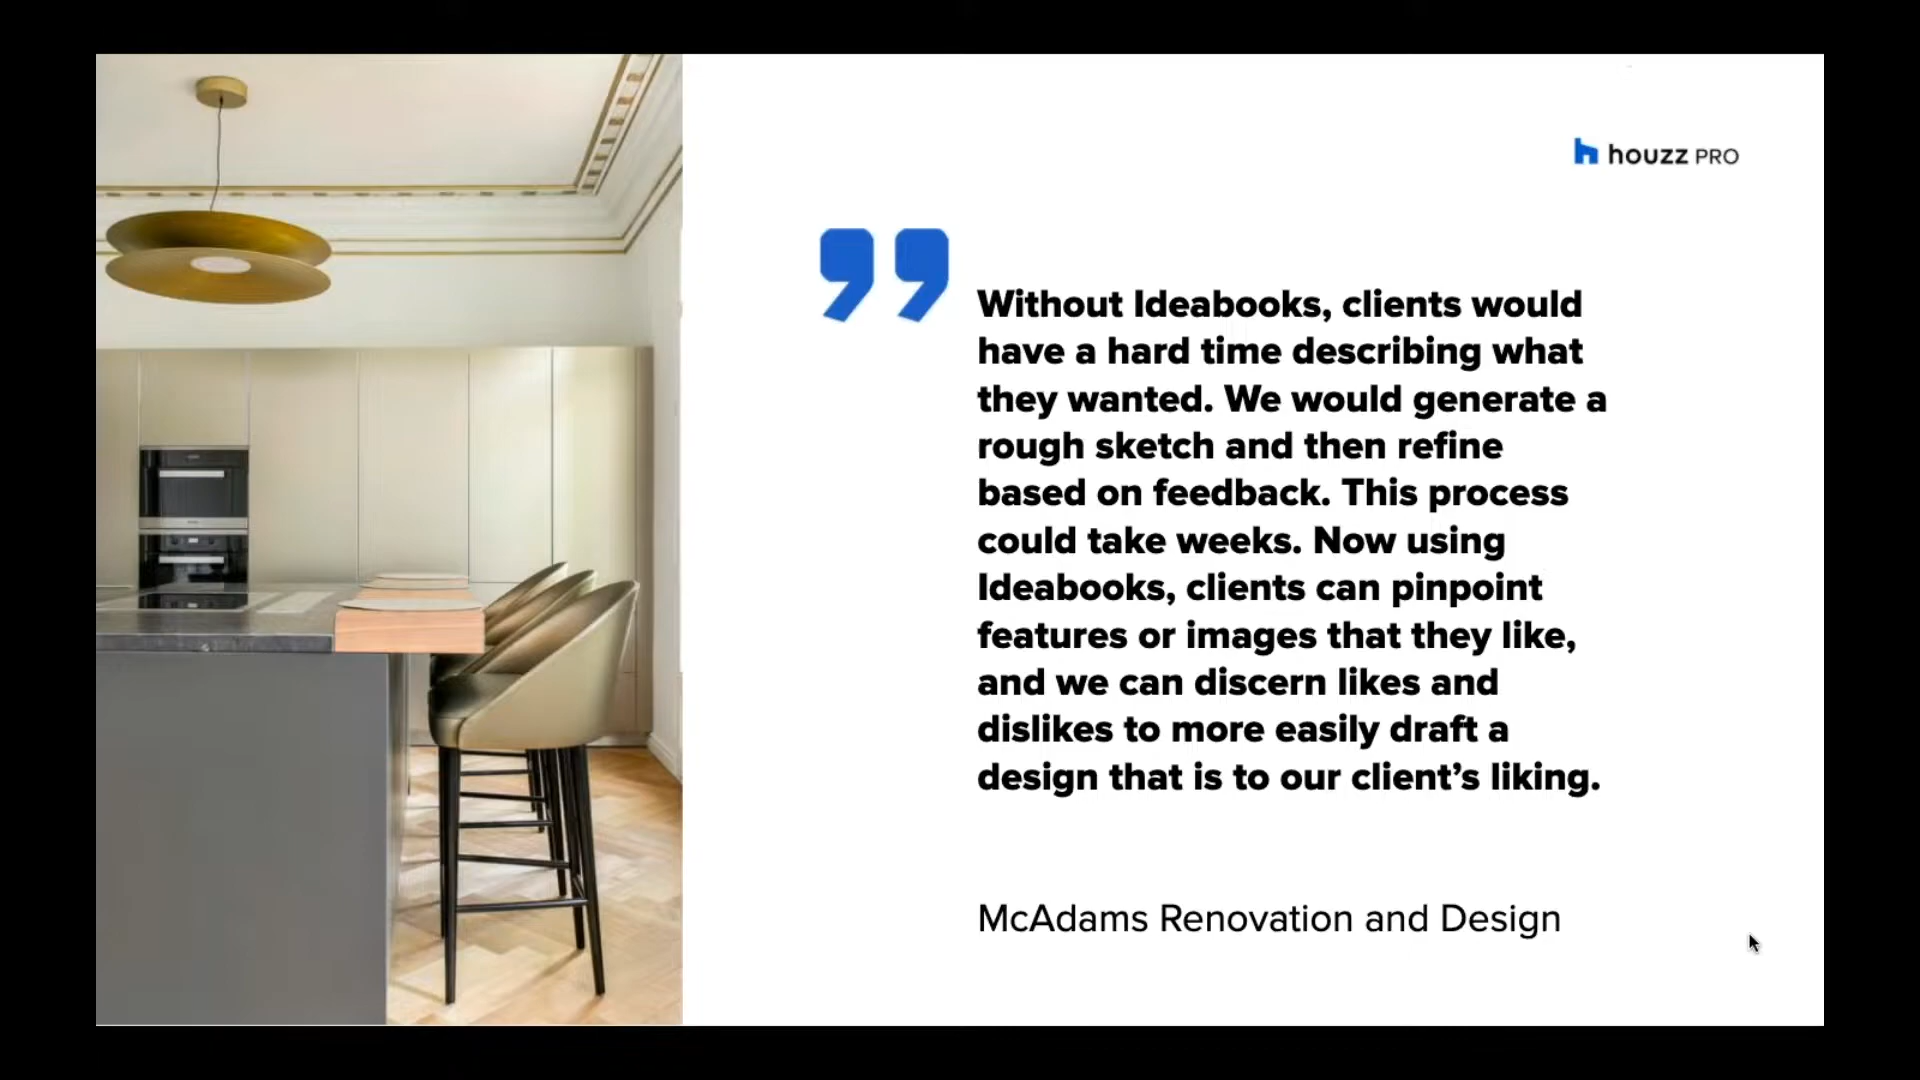 houzz PRO
Without Ideabooks, clients would
have a hard time describing what
they wanted. We would generate a
rough sketch and then refine
based on feedback. This process
could take weeks. Now using
Ideabooks, clients can pinpoint
features or images that they like,
and we can discern likes and
dislikes to more easily draft a
design that is to our client’s liking.
McAdams Renovation and Design